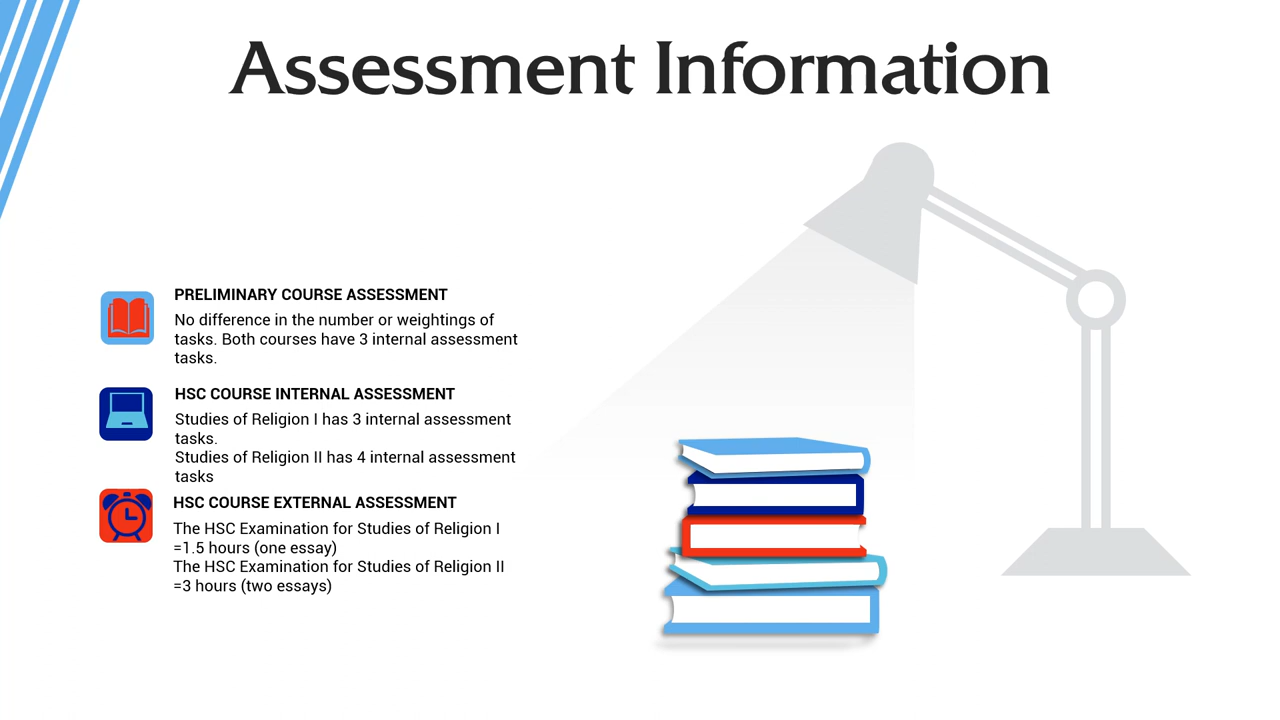 Assessment Information
PRELIMINARY COURSE ASSESSMENT
No difference in the number or weightings of
tasks. Both courses have 3 internal assessment
tasks.
HSC COURSE INTERNAL ASSESSMENT
Studies of Religion I has 3 internal assessment
tasks.
Studies of Religion II has 4 internal assessment
tasks
HSC COURSE EXTERNAL ASSESSMENT
The HSC Examination for Studies of Religion I
=1.5 hours (one essay)
The HSC Examination for Studies of Religion II
=3 hours (two essays)